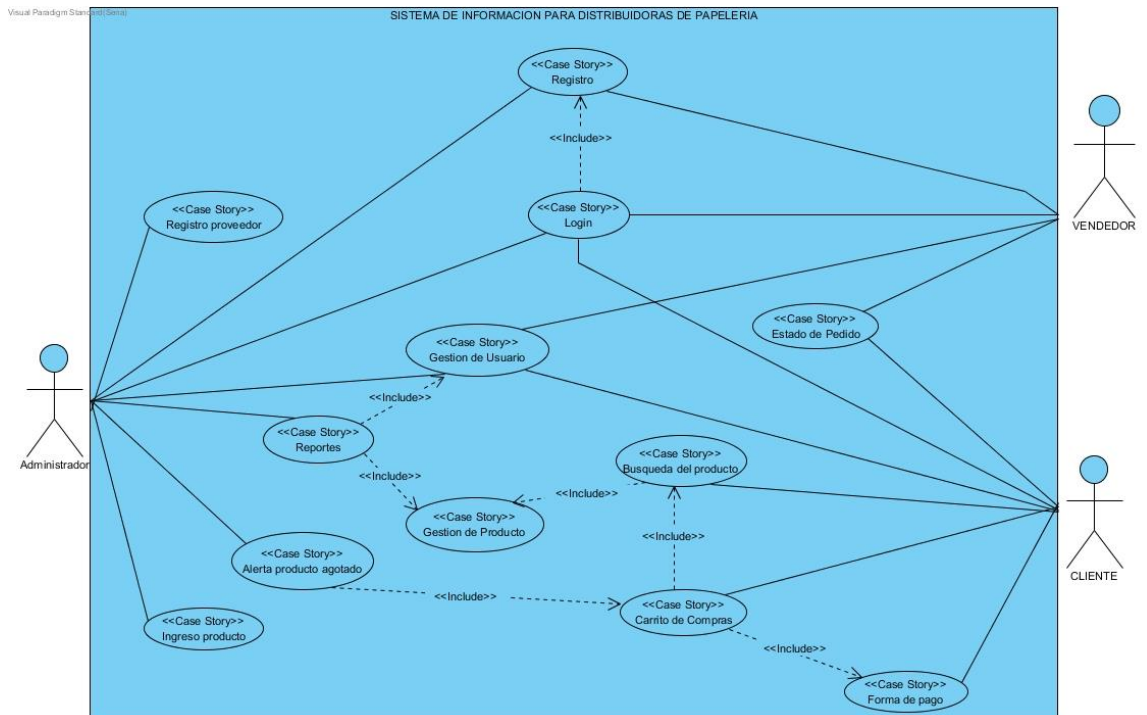 Visual Paradigm Standard(Sena)
SISTEMA DE INFORMACION PARA DISTRIBUIDORAS DE PAPELERIA
<<Case Story>>
Registro
<<Include>>
<<Case Story>>
Registro proveedor
<<Case Story>>
Login
VENDEDOR
<<Case Story>>
Estado de Pedido
<<Case Story>>
Gestion de Usuario
<<Include>>
<<Case Story>>
Reportes
Administrador
<<Case Story>>
Busqueda del producto
<<Include>>
<<Include>>
<<Case Story>>
Gestion de Producto
<<Include>>
<<Case Story>>
Alerta producto agotado
CLIENTE
<<Include>>
<<Case Story>>
Carrito de Compras
<<Case Story>>
Ingreso producto
<<Include>>
<<Case Story>>
Forma de pago